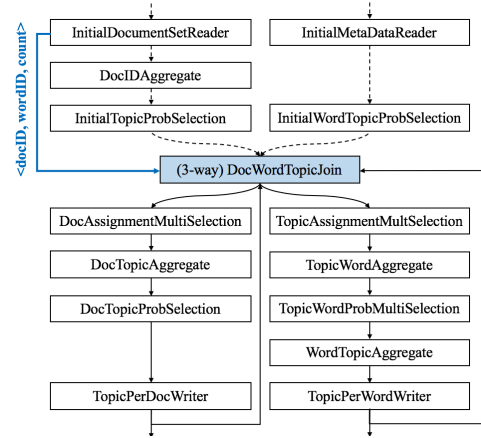 InitialDocumentSetReader
InitialMetaDataReader
<docID, wordID, count>
DocIDAggregate
InitialTopicProbSelection
InitialWordTopicProbSelection
(3-way) DocWordTopicJoin
DocAssignmentMultiSelection
TopicAssignmentMultSelection
DocTopicAggregate
TopicWordAggregate
DocTopicProbSelection
TopicWordProbMultiSelection
WordTopicAggregate
TopicPerDocWriter
TopicPerWordWriter